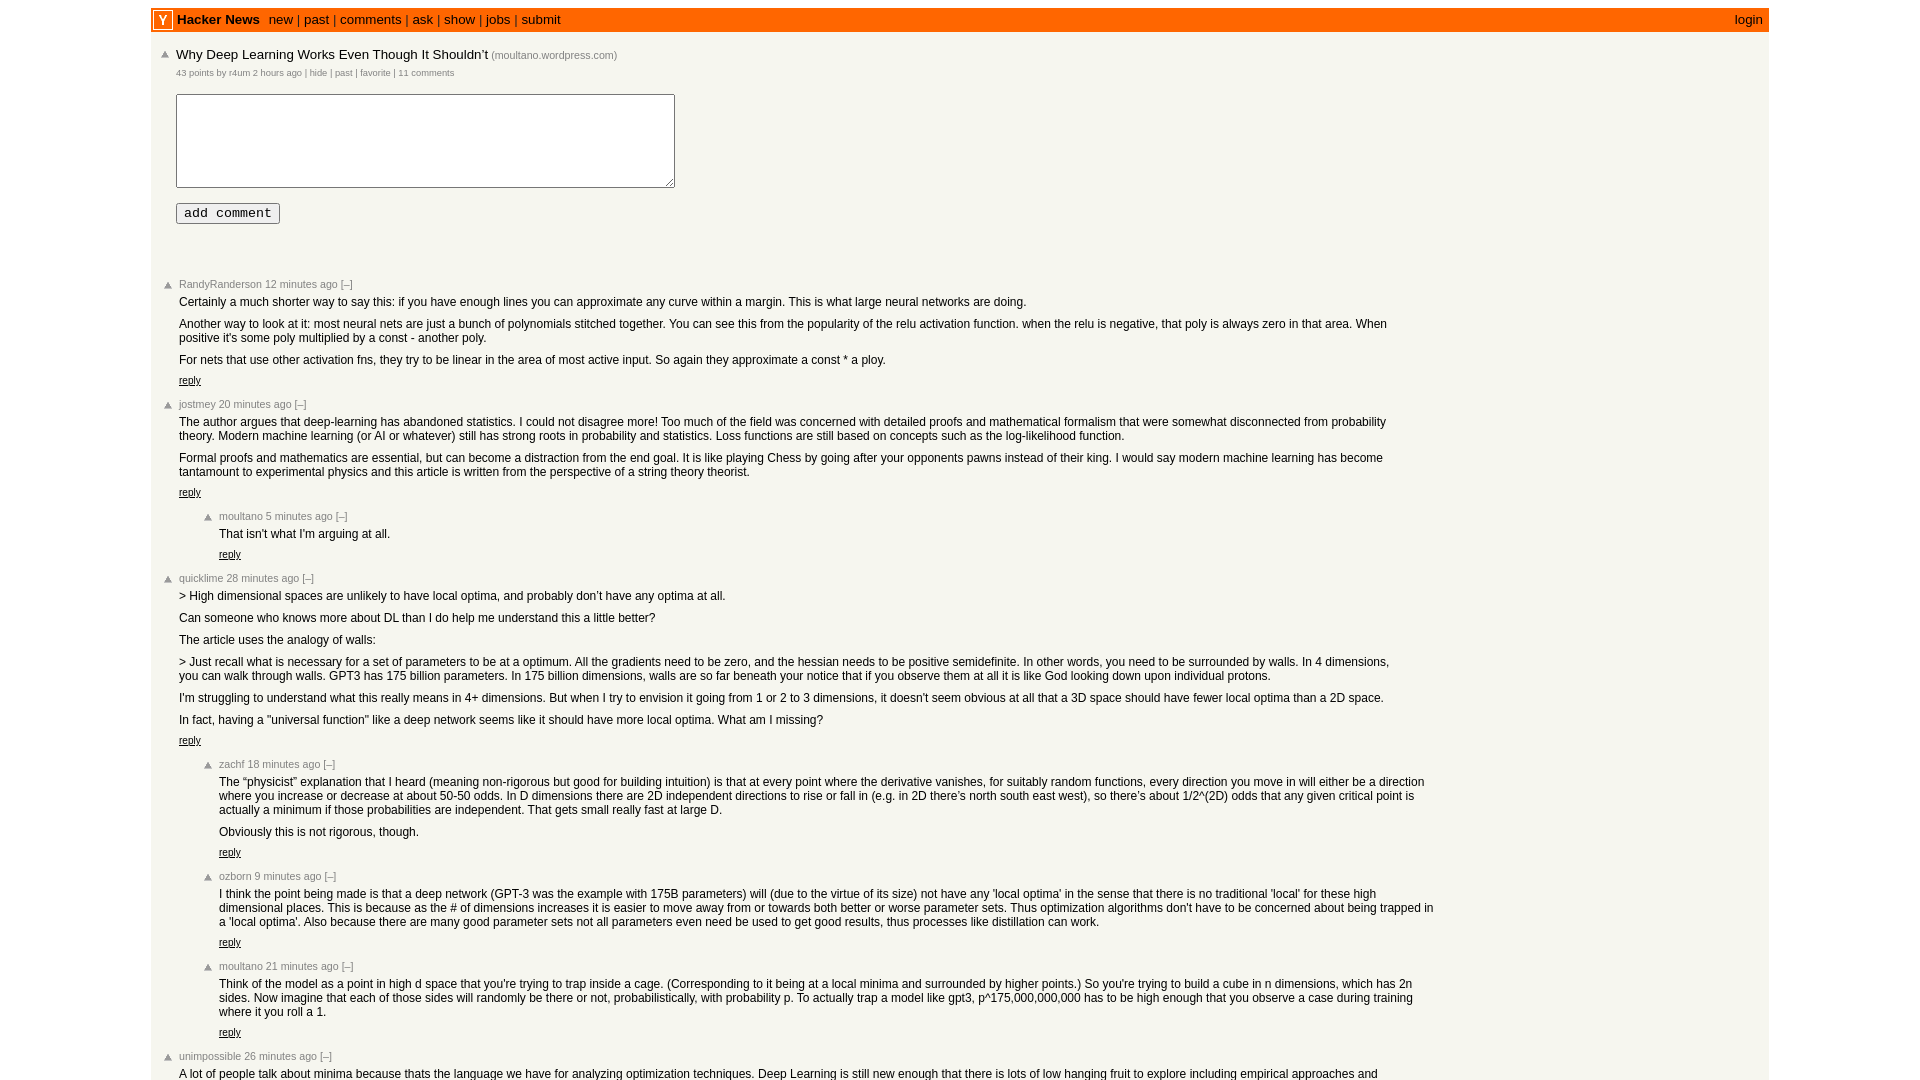 Y Hacker News new | past | comments | ask | show | jobs | submit login
Why Deep Learning Works Even Though It Shouldn’t (moultano.wordpress.com)
43 points by r4um 2 hours ago | hide | past | favorite | 11 comments
add comment
RandyRanderson 12 minutes ago [–]
Certainly a much shorter way to say this: if you have enough lines you can approximate any curve within a margin. This is what large neural networks are doing.
Another way to look at it: most neural nets are just a bunch of polynomials stitched together. You can see this from the popularity of the relu activation function. when the relu is negative, that poly is always zero in that area. When
positive it's some poly multiplied by a const - another poly.
For nets that use other activation fns, they try to be linear in the area of most active input. So again they approximate a const * a ploy.
reply
jostmey 20 minutes ago [–]
The author argues that deep-learning has abandoned statistics. I could not disagree more! Too much of the field was concerned with detailed proofs and mathematical formalism that were somewhat disconnected from probability
theory. Modern machine learning (or AI or whatever) still has strong roots in probability and statistics. Loss functions are still based on concepts such as the log-likelihood function.
Formal proofs and mathematics are essential, but can become a distraction from the end goal. It is like playing Chess by going after your opponents pawns instead of their king. I would say modern machine learning has become
tantamount to experimental physics and this article is written from the perspective of a string theory theorist.
reply
moultano 5 minutes ago [–]
That isn't what I'm arguing at all.
reply
quicklime 28 minutes ago [–]
> High dimensional spaces are unlikely to have local optima, and probably don’t have any optima at all.
Can someone who knows more about DL than I do help me understand this a little better?
The article uses the analogy of walls:
> Just recall what is necessary for a set of parameters to be at a optimum. All the gradients need to be zero, and the hessian needs to be positive semidefinite. In other words, you need to be surrounded by walls. In 4 dimensions,
you can walk through walls. GPT3 has 175 billion parameters. In 175 billion dimensions, walls are so far beneath your notice that if you observe them at all it is like God looking down upon individual protons.
I'm struggling to understand what this really means in 4+ dimensions. But when I try to envision it going from 1 or 2 to 3 dimensions, it doesn't seem obvious at all that a 3D space should have fewer local optima than a 2D space.
In fact, having a "universal function" like a deep network seems like it should have more local optima. What am I missing?
reply
zachf 18 minutes ago [–]
The “physicist” explanation that I heard (meaning non-rigorous but good for building intuition) is that at every point where the derivative vanishes, for suitably random functions, every direction you move in will either be a direction
where you increase or decrease at about 50-50 odds. In D dimensions there are 2D independent directions to rise or fall in (e.g. in 2D there’s north south east west), so there’s about 1/2^(2D) odds that any given critical point is
actually a minimum if those probabilities are independent. That gets small really fast at large D.
Obviously this is not rigorous, though.
reply
ozborn 9 minutes ago [–]
I think the point being made is that a deep network (GPT-3 was the example with 175B parameters) will (due to the virtue of its size) not have any 'local optima' in the sense that there is no traditional 'local' for these high
dimensional places. This is because as the # of dimensions increases it is easier to move away from or towards both better or worse parameter sets. Thus optimization algorithms don't have to be concerned about being trapped in
a 'local optima'. Also because there are many good parameter sets not all parameters even need be used to get good results, thus processes like distillation can work.
reply
moultano 21 minutes ago [–]
Think of the model as a point in high d space that you're trying to trap inside a cage. (Corresponding to it being at a local minima and surrounded by higher points.) So you're trying to build a cube in n dimensions, which has 2n
sides. Now imagine that each of those sides will randomly be there or not, probabilistically, with probability p. To actually trap a model like gpt3, p^175,000,000,000 has to be high enough that you observe a case during training
where it you roll a 1.
reply
unimpossible 26 minutes ago [–]
A lot of people talk about minima because thats the language we have for analyzing optimization techniques. Deep Learning is still new enough that there is lots of low hanging fruit to explore including empirical approaches and